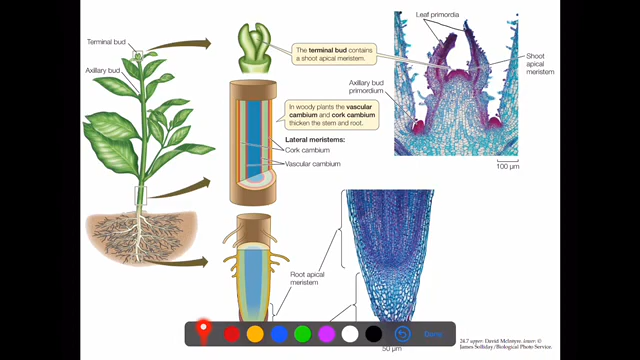 Leaf primordia
Terminal bud
The terminal bud contains
a shoot apical meristem.
Shoot
apical
meristem
Axillary bud
Axillary bud
primordium
In woody plants the vascular
cambium and cork cambium
thicken the stem and root.
Lateral meristems:
Cork cambium
Vascular cambium
100 µm
Root apical
meristem
Done
50 µm
24.7 upper: David McIntyre. lower: ©
James Solliday/Biological Photo Service.